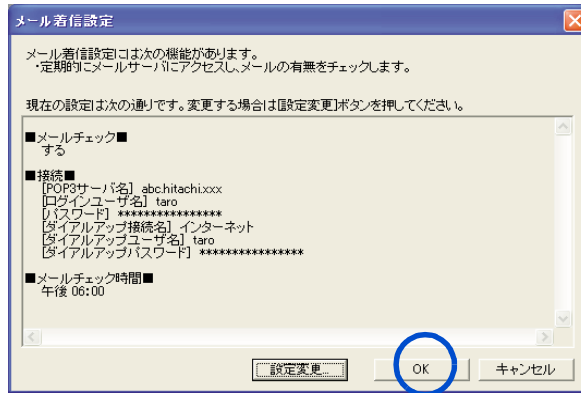 メール着信設定
メール着信設定には次の機能があります。
・定期的にメールサーバにアクセスし、メールの有無をチェックします。
現在の設定は次の通りです。変更する場合は[設定変更]ボタンを押してください。
■メールチェック■
する
■接続■
[POP3サーバ名] abc.hitachi.xxx
[ログインユーザ名] taro
[パスワード] ****************
[ダイアルアップ接続名] インターネット
[ダイアルアップユーザ名] taro
[ダイアルアップパスワード] ****************
■メールチェック時間■
午後 06:00
設定変更... OK キャンセル